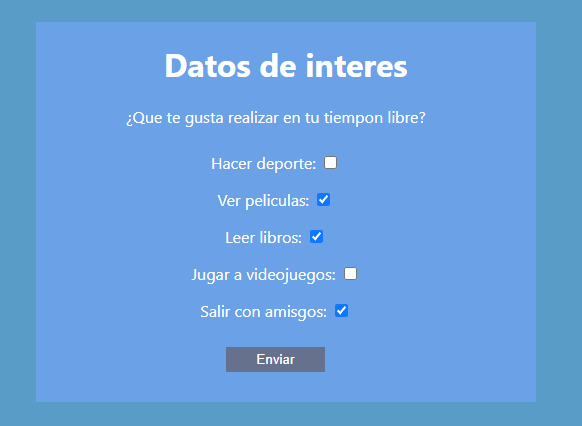 Datos de interes
¿Que te gusta realizar en tu tiempon libre?
Hacer deporte:
Ver peliculas:
Leer libros:
Jugar a videojuegos:
Salir con amisgos:
Enviar